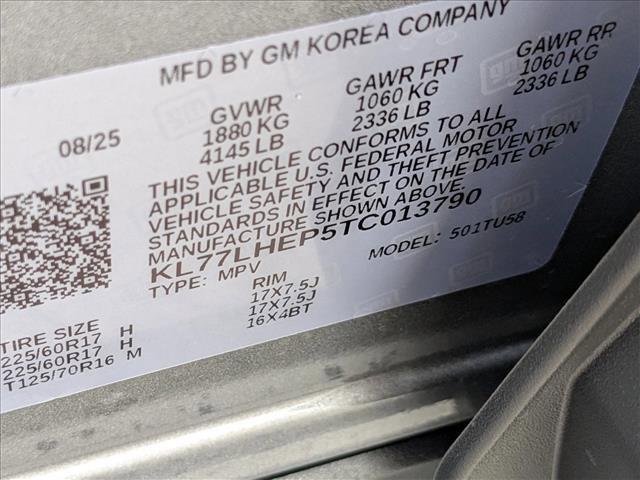 MFD BY GM KOREA COMPANY
08/25
GVWR
1880 KG
4145 LB
GAWR FRT
1060 KG
2336 LB
GAWR RR
1060 KG
2336 LB
THIS VEHICLE CONFORMS TO ALL
APPLICABLE U.S. FEDERAL MOTOR
VEHICLE SAFETY AND THEFT PREVENTION
STANDARDS IN EFFECT ON THE DATE OF
MANUFACTURE SHOWN ABOVE.
KL77LHEP5TC013790
TYPE: MPV
MODEL: 501TU58
TIRE SIZE
225/60R17 H
225/60R17 H
T125/70R16 M
RIM
17X7.5J
17X7.5J
16X4BT